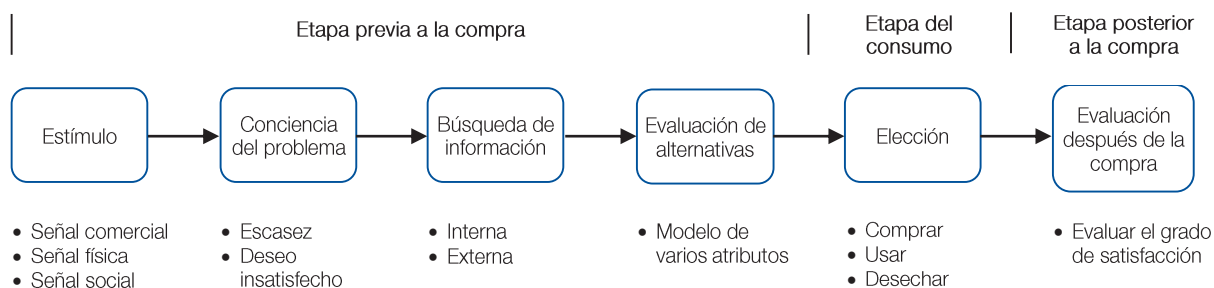 Etapa previa a la compra
Etapa del
consumo
Etapa posterior
a la compra
Estímulo
Conciencia
del problema
Búsqueda de
información
Evaluación de
alternativas
Elección
Evaluación
después de la
compra
• Señal comercial
• Señal física
• Señal social
• Escasez
• Deseo
insatisfecho
• Interna
• Externa
• Modelo de
varios atributos
• Comprar
• Usar
• Desechar
• Evaluar el grado
de satisfacción